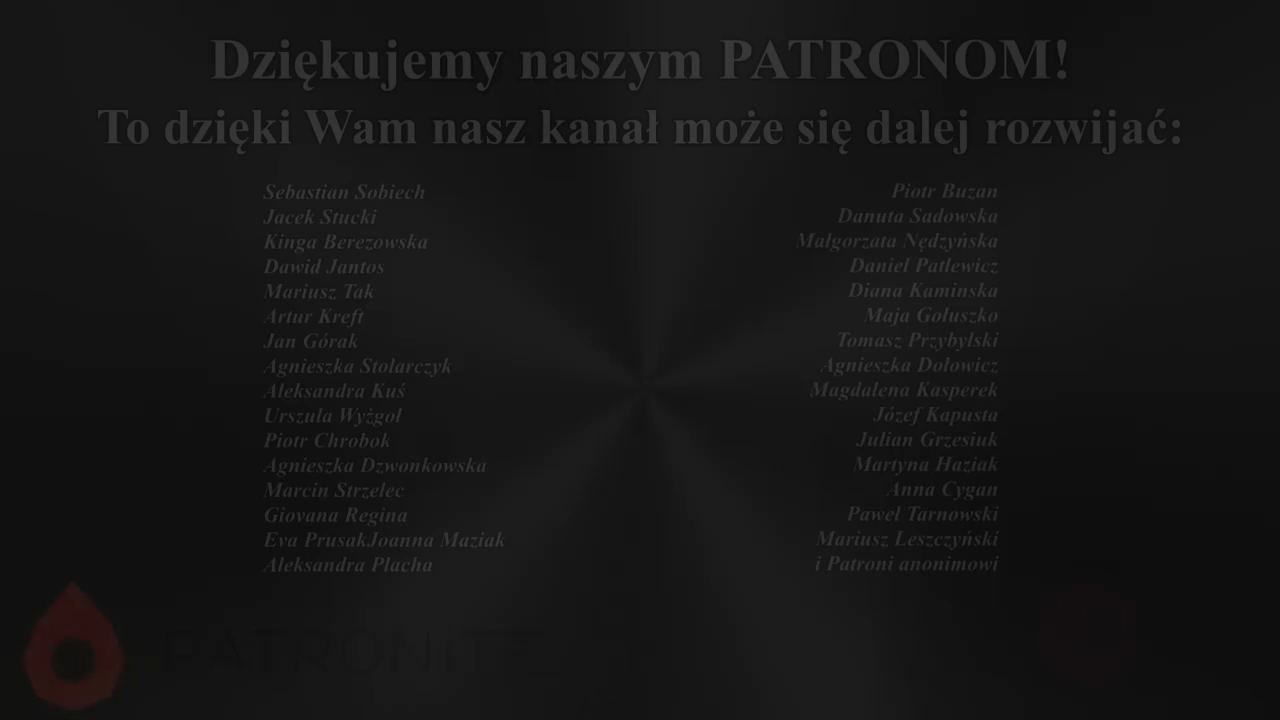 Dziękujemy naszym PATRONOM!
To dzięki Wam nasz kanał może się dalej rozwijać:
Sebastian Sobiech
Jacek Stucki
Kinga Berezowska
Dawid Jantos
Mariusz Tak
Artur Kreft
Jan Górak
Agnieszka Stolarczyk
Aleksandra Kuś
Urszula Wyżgoł
Piotr Chrobok
Agnieszka Dzwonkowska
Marcin Strzelec
Giovana Regina
Eva PrusakJoanna Maziak
Aleksandra Płacha
Piotr Buzan
Danuta Sadowska
Małgorzata Nędzyńska
Daniel Patlewicz
Diana Kaminska
Maja Gołuszko
Tomasz Przybylski
Agnieszka Dołowicz
Magdalena Kasperek
Józef Kapusta
Julian Grzesiuk
Martyna Haziak
Anna Cygan
Paweł Tarnowski
Mariusz Leszczyński
i Patroni anonimowi
PATRONITE